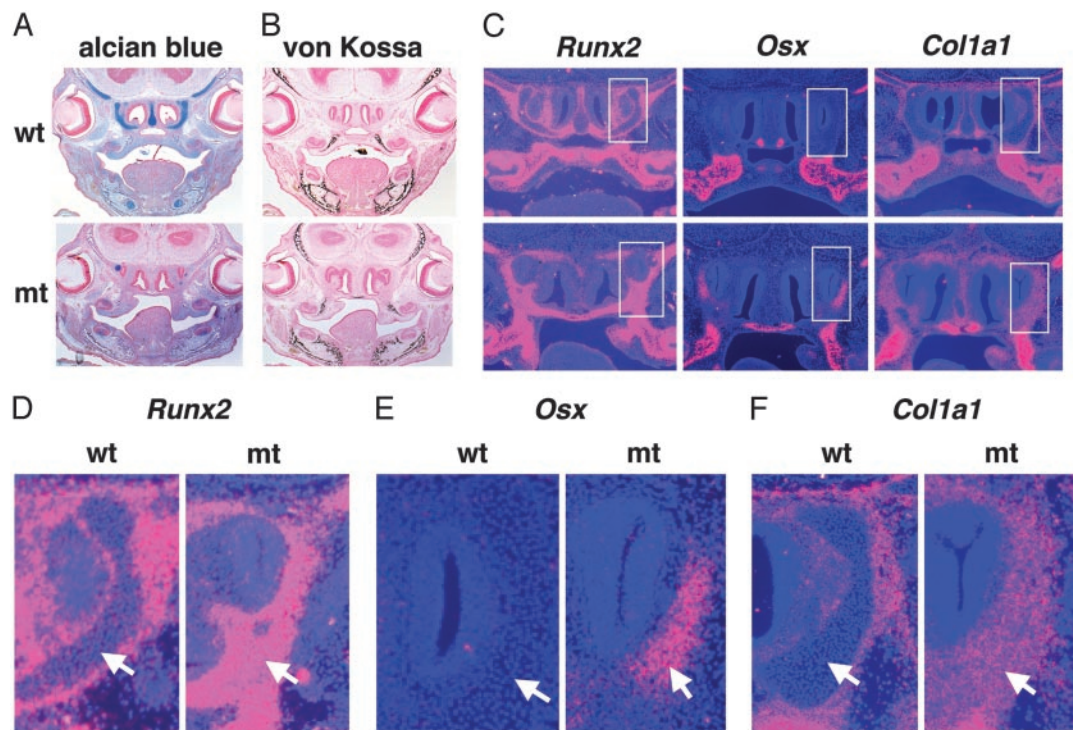 A
alcian blue
B
von Kossa
C
Runx2
Osx
Col1a1
wt
mt
D
Runx2
wt
mt
E
Osx
wt
mt
F
Col1a1
wt
mt